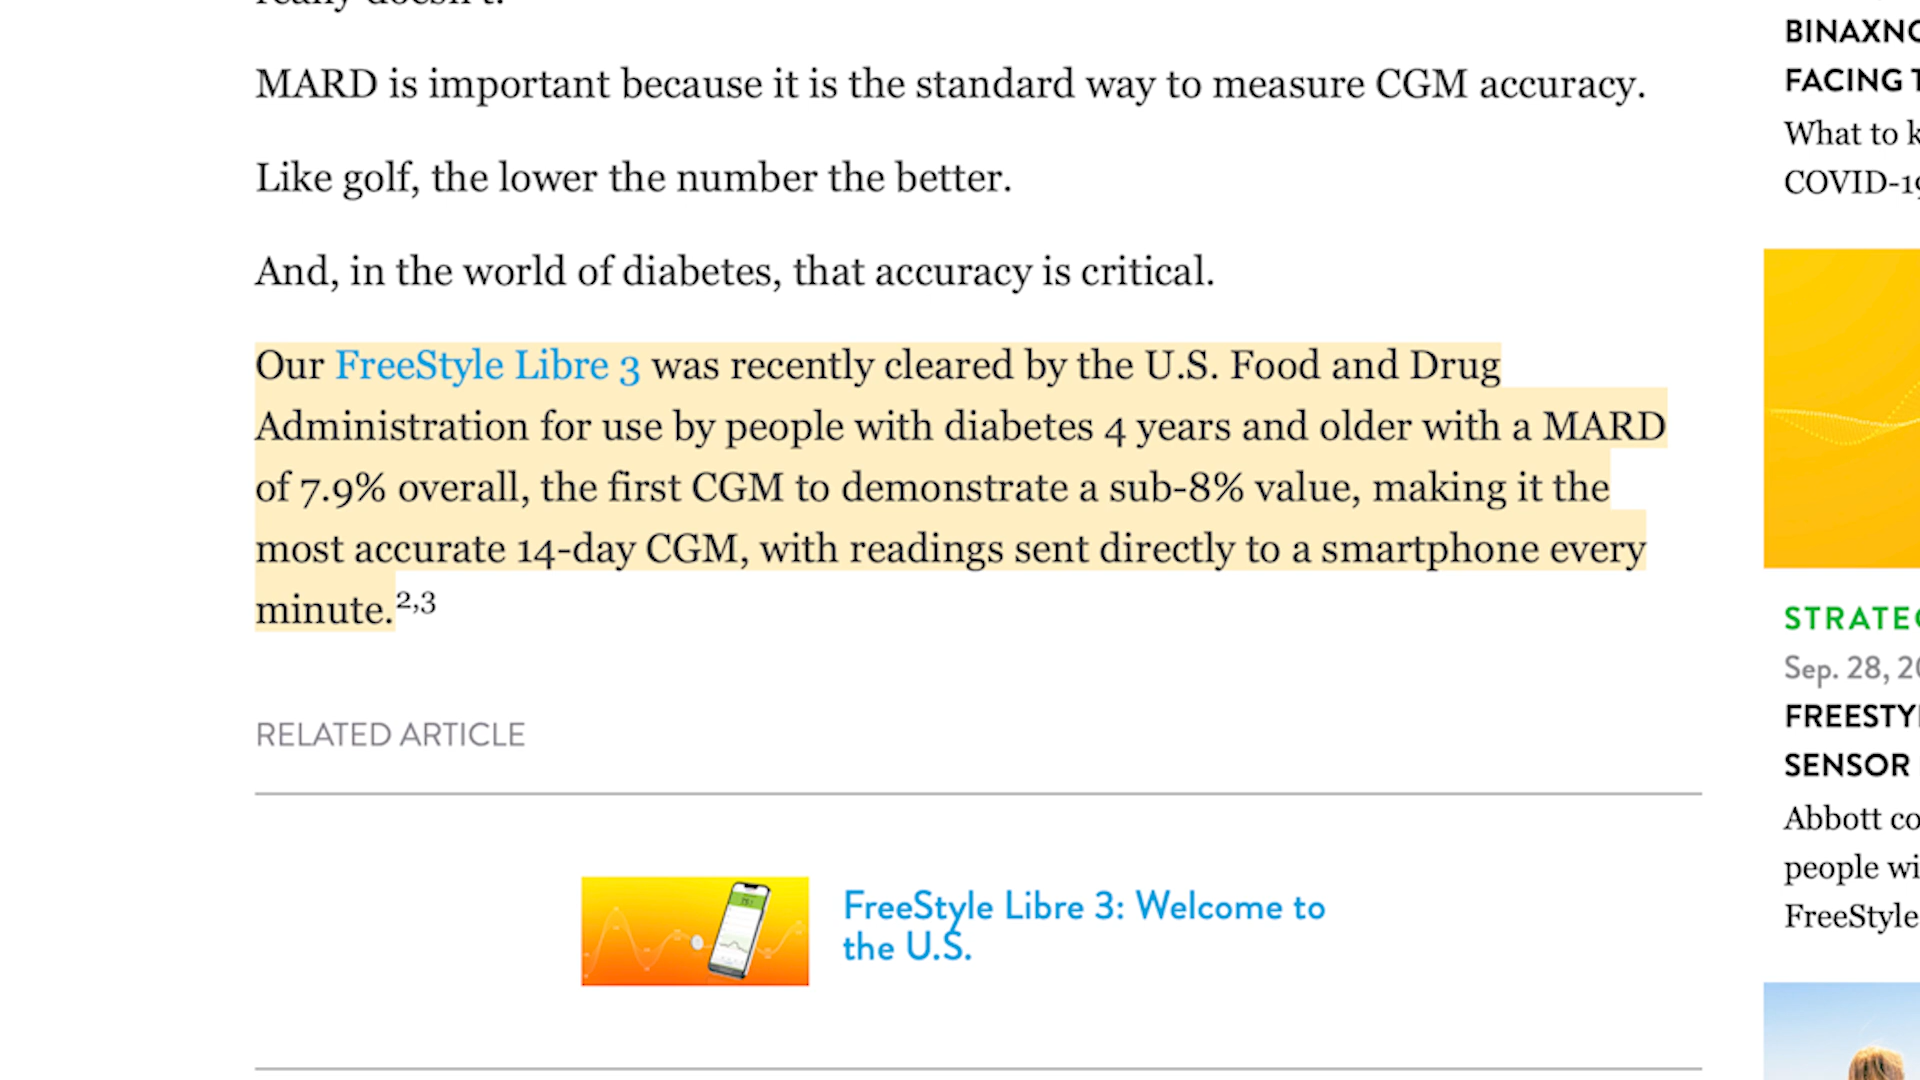 really doesn't.
MARD is important because it is the standard way to measure CGM accuracy.
Like golf, the lower the number the better.
And, in the world of diabetes, that accuracy is critical.
Our FreeStyle Libre 3 was recently cleared by the U.S. Food and Drug
Administration for use by people with diabetes 4 years and older with a MARD
of 7.9% overall, the first CGM to demonstrate a sub-8% value, making it the
most accurate 14-day CGM, with readings sent directly to a smartphone every
minute.2,3
RELATED ARTICLE
FreeStyle Libre 3: Welcome to
the U.S.
FACING
What to
COVID-19
Sep. 28,
SENSOR
Abbott
people
FreeStyle